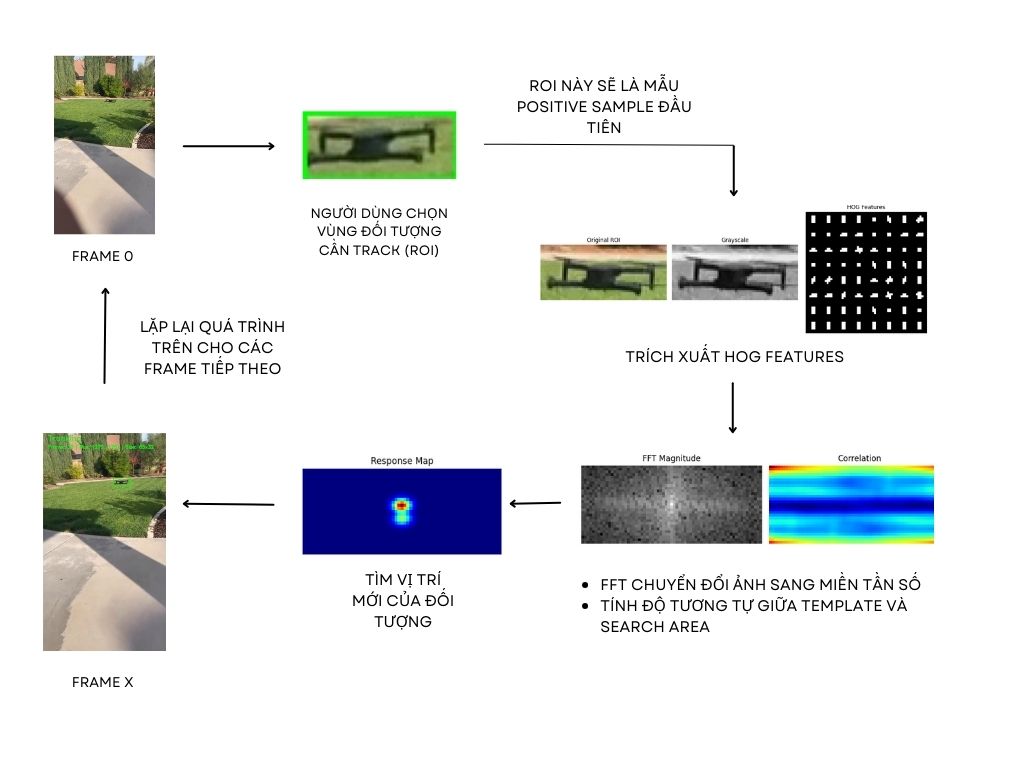 ROI NÀY SẼ LÀ MẪU
POSITIVE SAMPLE ĐẦU
TIÊN
NGƯỜI DÙNG CHỌN
VÙNG ĐỐI TƯỢNG
CẦN TRACK (ROI)
FRAME 0
HOG Features
Original ROI
Grayscale
TRÍCH XUẤT HOG FEATURES
LẶP LẠI QUÁ TRÌNH
TRÊN CHO CÁC
FRAME TIẾP THEO
FFT Magnitude
Correlation
Response Map
FFT CHUYỂN ĐỔI ẢNH SANG MIỀN TẦN SỐ
TÍNH ĐỘ TƯƠNG TỰ GIỮA TEMPLATE VÀ
SEARCH AREA
TÌM VỊ TRÍ
MỚI CỦA ĐỐI
TƯỢNG
FRAME X